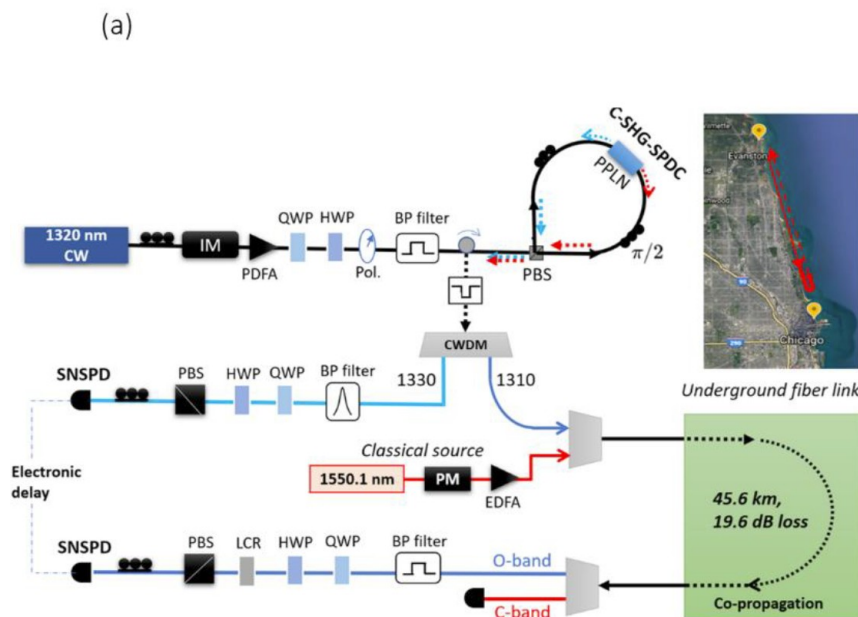 (a)
C-SHG-SPDC
PPLN
Evanston
1320 nm
CW
IM
PDFA
QWP
HWP
Pol.
BP filter
PBS
π/2
Chicago
CWDM
1330
1310
SNSPD
PBS
HWP
QWP
BP filter
Underground fiber link
Classical source
1550.1 nm
PM
EDFA
Electronic
delay
45.6 km,
19.6 dB loss
SNSPD
PBS
LCR
HWP
QWP
BP filter
O-band
C-band
Co-propagation